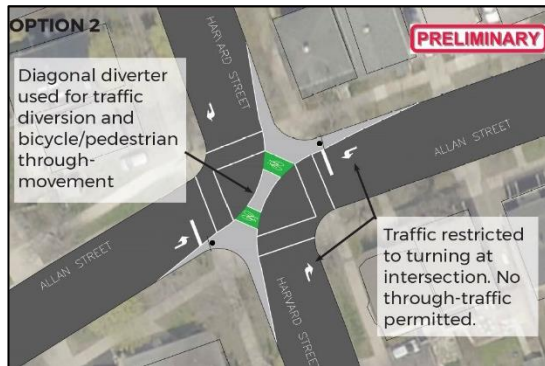 OPTION 2
PRELIMINARY
HARVARD STREET
Diagonal diverter
used for traffic
diversion and
bicycle/pedestrian
through-
movement
ALLAN STREET
ALLAN STREET
HARVARD STREET
Traffic restricted
to turning at
intersection. No
through-traffic
permitted.